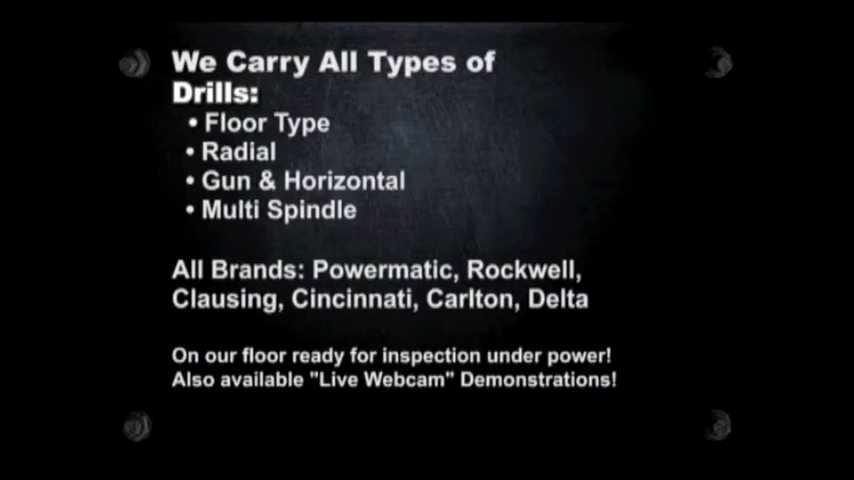 We Carry All Types of
Drills:
• Floor Type
• Radial
• Gun & Horizontal
• Multi Spindle
All Brands: Powermatic, Rockwell,
Clausing, Cincinnati, Carlton, Delta
On our floor ready for inspection under power!
Also available "Live Webcam" Demonstrations!